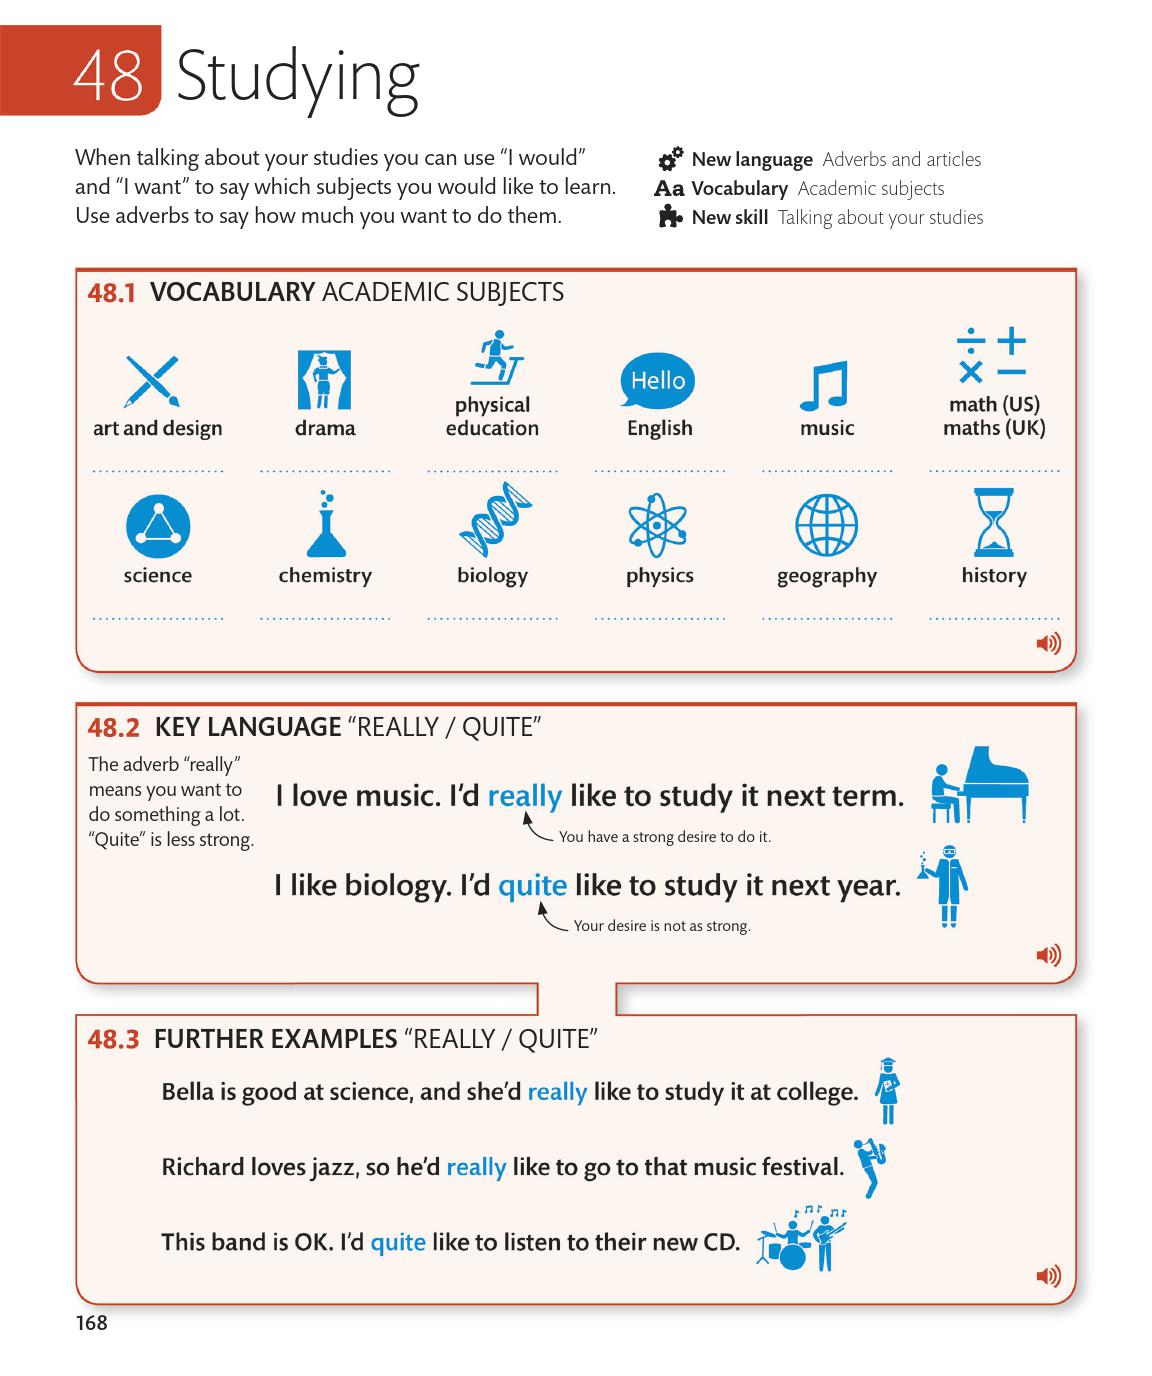 48 Studying
When talking about your studies you can use “I would”
and “I want” to say which subjects you would like to learn.
Use adverbs to say how much you want to do them.
New language Adverbs and articles
Aa Vocabulary Academic subjects
New skill Talking about your studies
48.1 VOCABULARY ACADEMIC SUBJECTS
art and design
drama
physical
education
Hello
English
music
math (US)
maths (UK)
science
chemistry
biology
physics
geography
history
48.2 KEY LANGUAGE “REALLY / QUITE”
The adverb “really”
means you want to
do something a lot.
“Quite” is less strong.
I love music. I’d really like to study it next term.
You have a strong desire to do it.
I like biology. I’d quite like to study it next year.
Your desire is not as strong.
48.3 FURTHER EXAMPLES “REALLY / QUITE”
Bella is good at science, and she’d really like to study it at college.
Richard loves jazz, so he’d really like to go to that music festival.
This band is OK. I’d quite like to listen to their new CD.
168